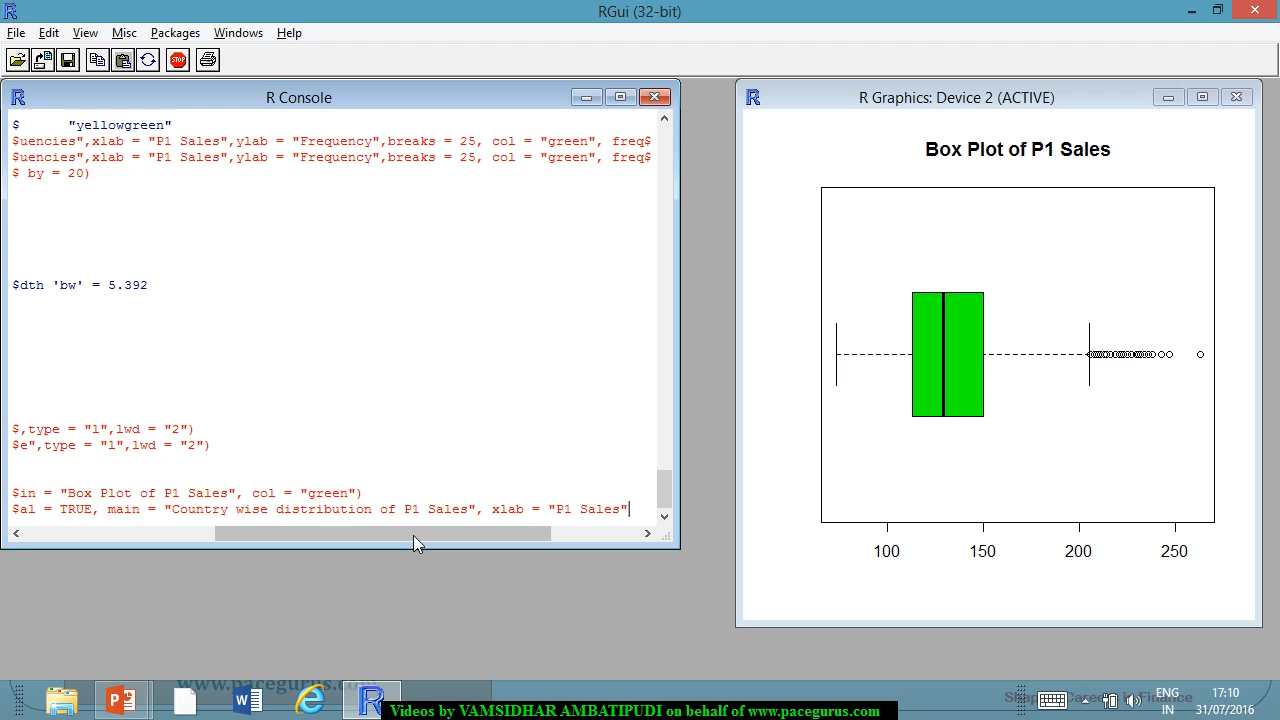 RGui (32-bit)
File Edit View Misc Packages Windows Help
STOP
R Console
$      "yellowgreen"
$uencies",xlab = "P1 Sales",ylab = "Frequency",breaks = 25, col = "green", freq$
$uencies",xlab = "P1 Sales",ylab = "Frequency",breaks = 25, col = "green", freq$
$ by = 20)
$dth 'bw' = 5.392
$,type = "l",lwd = "2")
$e",type = "l",lwd = "2")
$in = "Box Plot of P1 Sales", col = "green")
$al = TRUE, main = "Country wise distribution of P1 Sales", xlab = "P1 Sales"
R Graphics: Device 2 (ACTIVE)
Box Plot of P1 Sales
100 150 200 250
www.pacegurus.com
ENG
IN
17:10
31/07/2016
Videos by VAMSIDHAR AMBATIPUDI on behalf of www.pacegurus.com